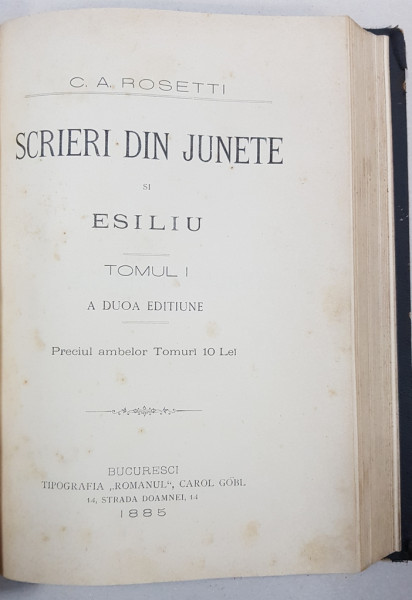 C. A. ROSETTI
SCRIERI DIN JUNETE
SI
ESILIU
TOMUL I
A DUOA EDITIUNE
Preciul ambelor Tomuri 10 Lei
BUCURESCI
TIPOGRAFIA „ROMANUL“, CAROL GÖBL
14, STRADA DOAMNEI, 14
1885